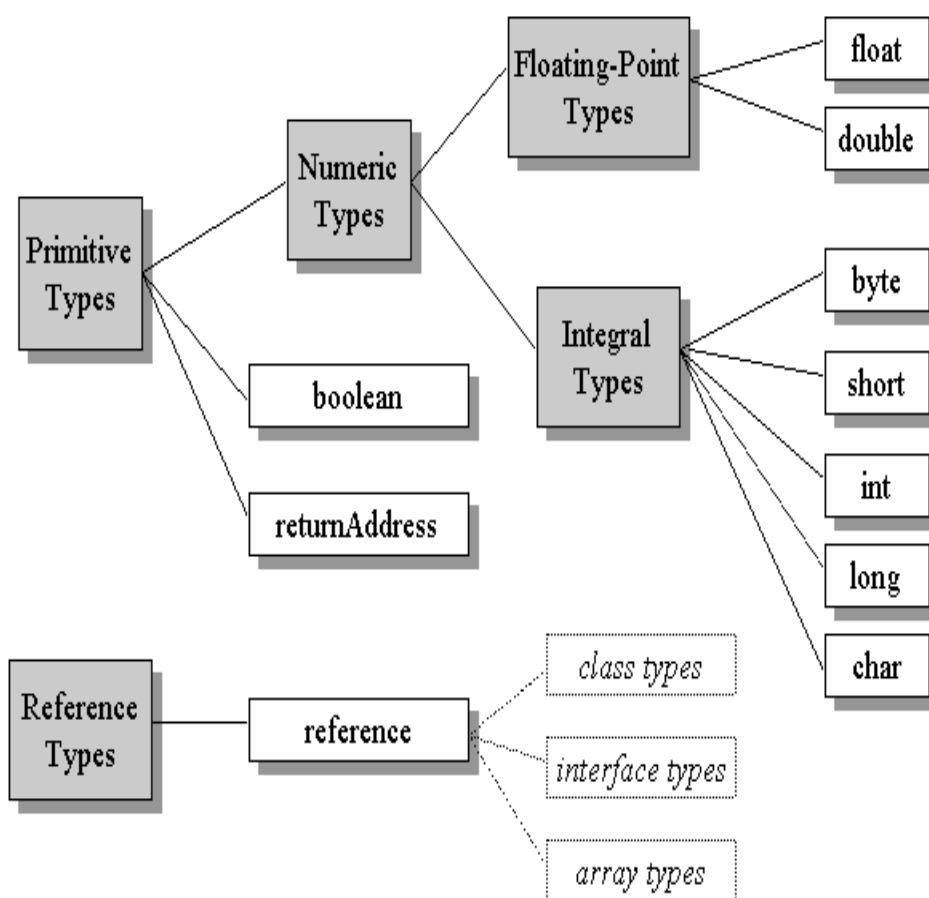 Primitive
Types
Numeric
Types
Floating-Point
Types
float
double
Integral
Types
byte
short
int
long
char
boolean
returnAddress
Reference
Types
reference
class types
interface types
array types